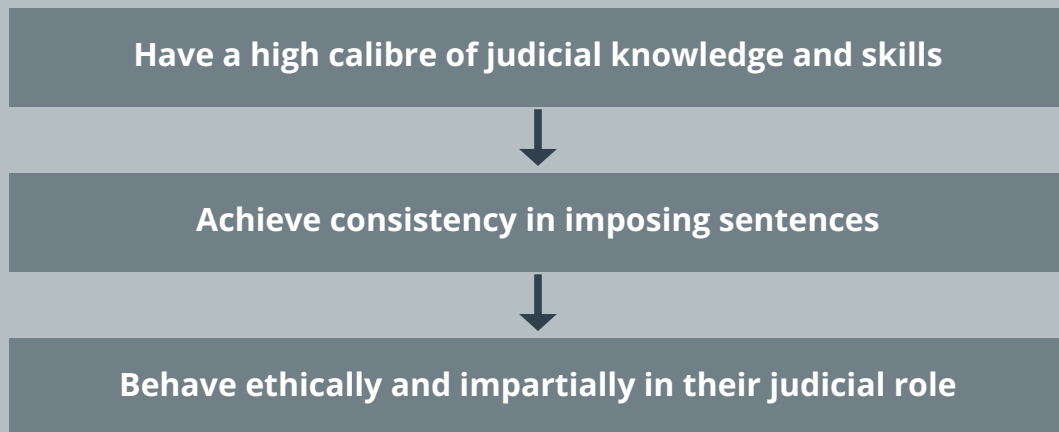 Have a high calibre of judicial knowledge and skills
Achieve consistency in imposing sentences
Behave ethically and impartially in their judicial role